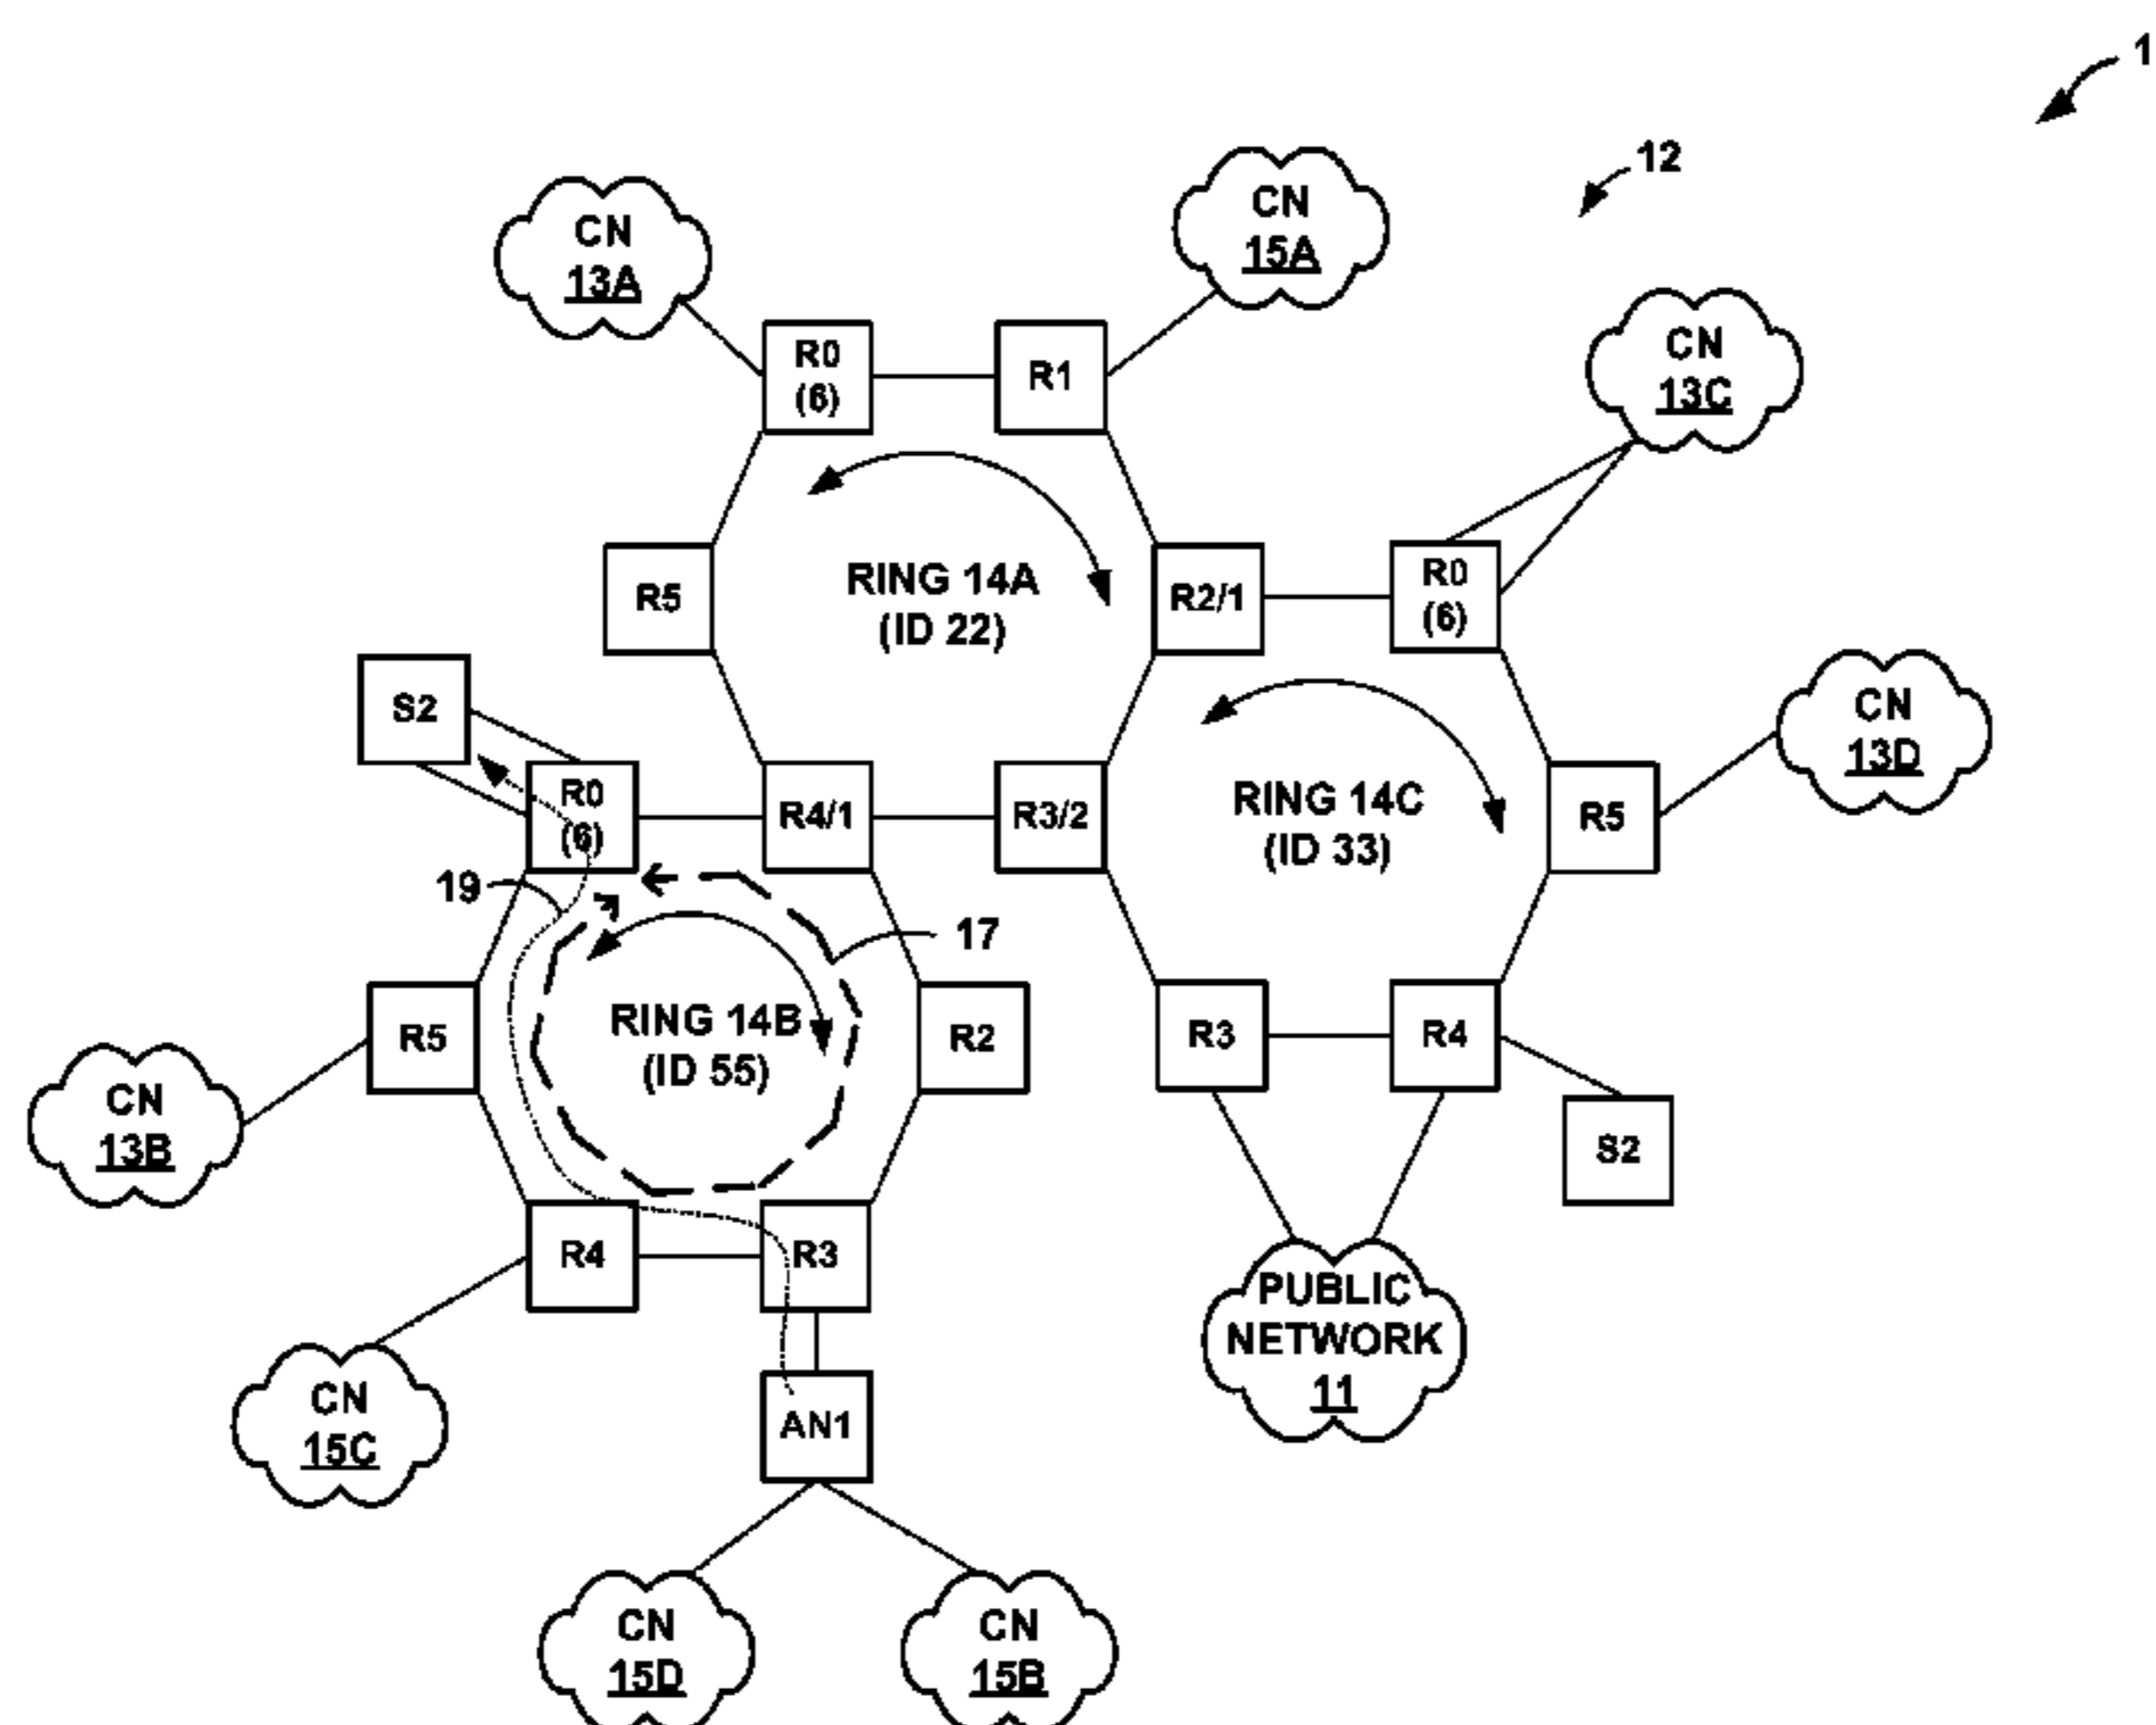 1
12
CN
13A
CN
15A
CN
13C
R0
(6)
R1
R5
RING 14A
(ID 22)
R2/1
R0
(6)
S2
CN
13D
R0
(6)
R4/1
R3/2
RING 14C
(ID 33)
R5
19
17
R5
RING 14B
(ID 55)
R2
R3
R4
CN
13B
S2
R4
R3
PUBLIC
NETWORK
11
CN
15C
AN1
CN
15D
CN
15B